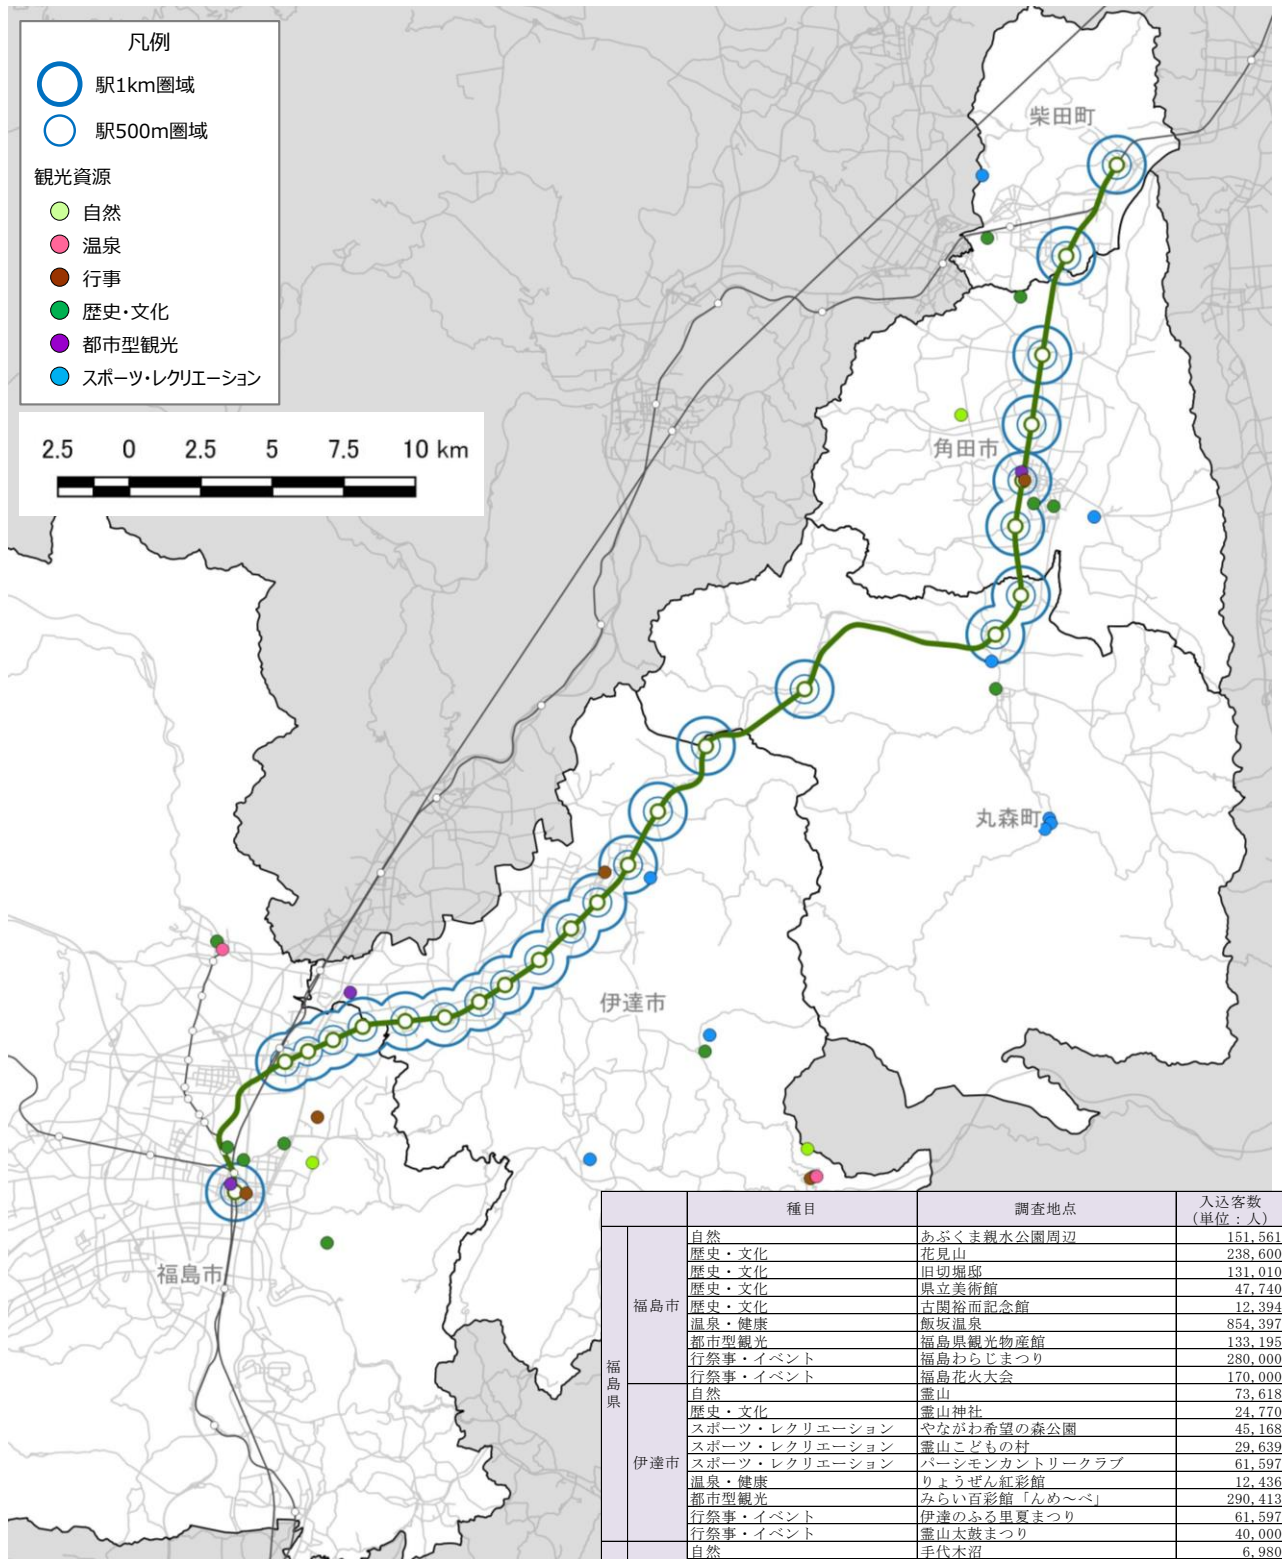 凡例
駅1km圏域
駅500m圏域
観光資源
自然
温泉
行事
歴史・文化
都市型観光
スポーツ・レクリエーション
2.5 0 2.5 5 7.5 10 km
柴田町
角田市
丸森町
伊達市
福島市
種目 調査地点 入込客数
(単位：人)
福島県
福島市
自然 あぶくま親水公園周辺 151,561
歴史・文化 花見山 238,600
歴史・文化 旧切堀邸 131,010
歴史・文化 県立美術館 47,740
歴史・文化 古関裕而記念館 12,394
温泉・健康 飯坂温泉 854,397
都市型観光 福島県観光物産館 133,195
行祭事・イベント 福島わらじまつり 280,000
行祭事・イベント 福島花火大会 170,000
伊達市
自然 霊山 73,618
歴史・文化 霊山神社 24,770
スポーツ・レクリエーション やながわ希望の森公園 45,168
スポーツ・レクリエーション 霊山こどもの村 29,639
スポーツ・レクリエーション パーシモンカントリークラブ 61,597
温泉・健康 りょうぜん紅彩館 12,436
都市型観光 みらい百彩館「んめ～べ」 290,413
行祭事・イベント 伊達のふる里夏まつり 61,597
行祭事・イベント 霊山太鼓まつり 40,000
自然 手代木沼 6,980